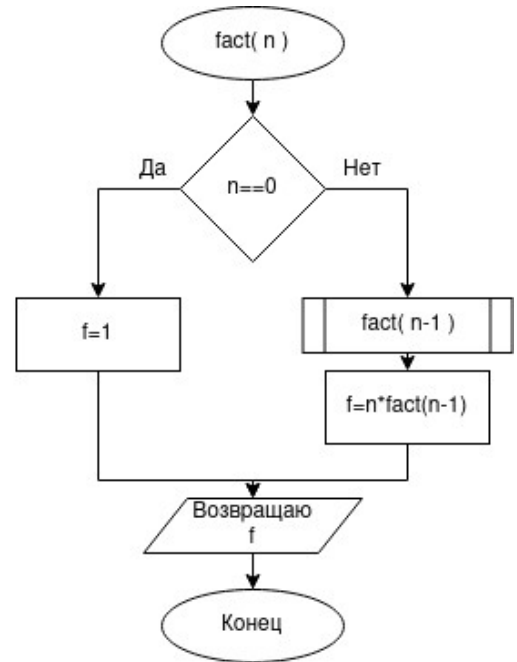 fact( n )
n==0
Да
Нет
f=1
fact( n-1 )
f=n*fact(n-1)
Возвращаю
f
Конец